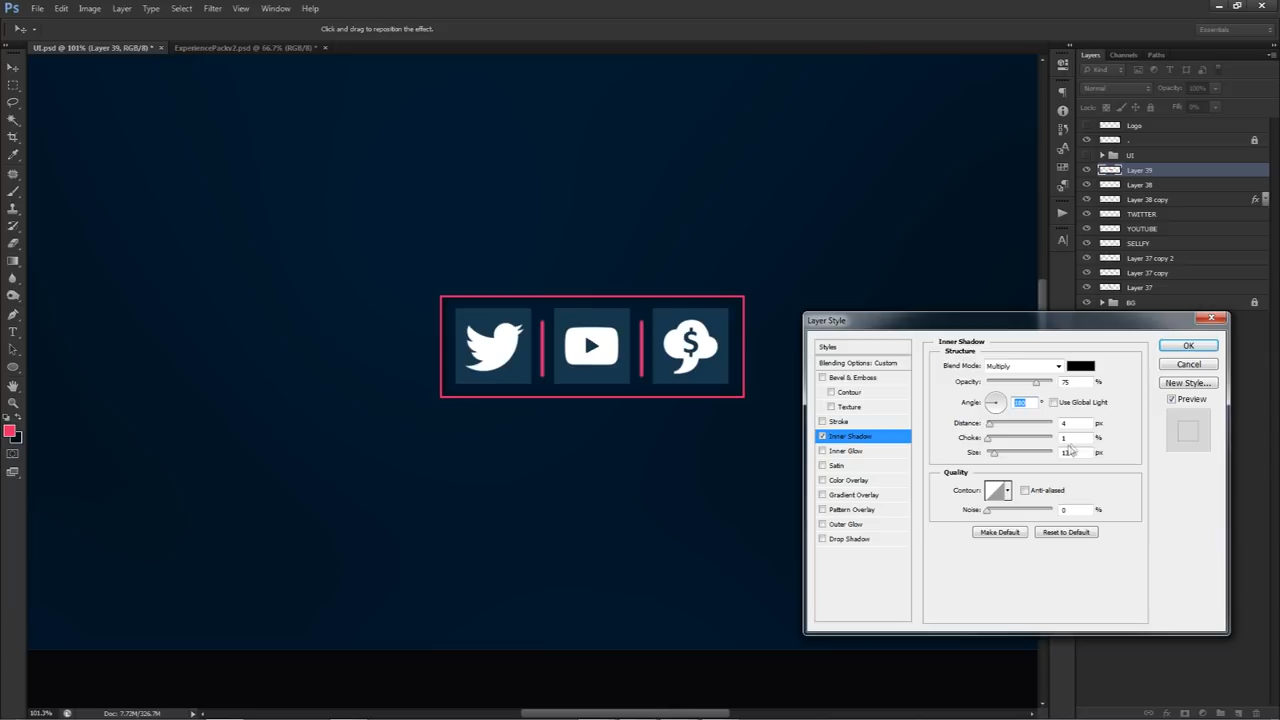 Ps File Edit Image Layer Type Select Filter View Window Help
Click and drag to reposition the effect.
Essentials
UI.psd @ 101% (Layer 39, RGB/8) * × ExperiencePackv2.psd @ 66.7% (RGB/8) * ×
Layers Channels Paths
Kind
Normal Opacity: 100%
Lock: Fill: 0%
Logo
.
UI
Layer 39
Layer 38
Layer 38 copy fx
TWITTER
YOUTUBE
SELLFY
Layer 37 copy 2
Layer 37 copy
Layer 37
BG
$
Layer Style
Styles
Blending Options: Custom
Bevel & Emboss
Contour
Texture
Stroke
Inner Shadow
Inner Glow
Satin
Color Overlay
Gradient Overlay
Pattern Overlay
Outer Glow
Drop Shadow
Inner Shadow
Structure
Blend Mode: Multiply
Opacity: 75 %
Angle: 180 ° Use Global Light
Distance: 4 px
Choke: 1 %
Size: px
Quality
Contour: Anti-aliased
Noise: 0 %
Make Default Reset to Default
OK
Cancel
New Style...
Preview
101.3% Doc: 7.72M/326.7M